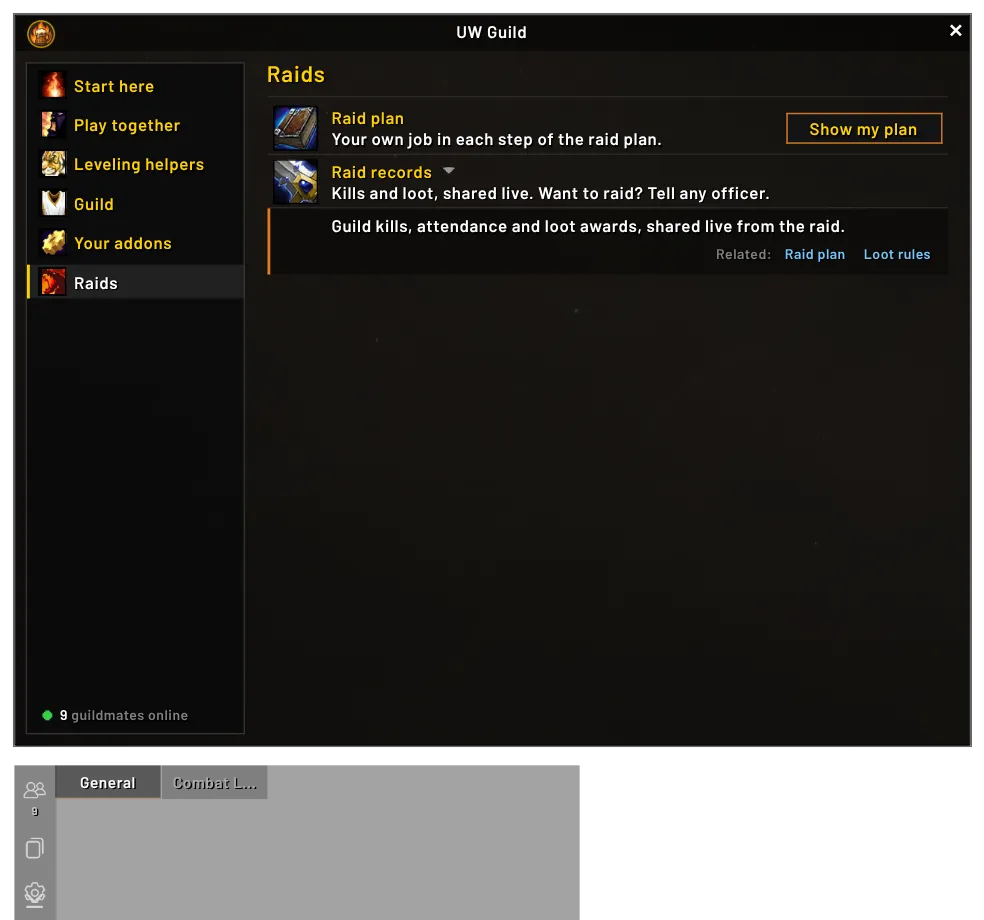 UW Guild
Start here
Play together
Leveling helpers
Guild
Your addons
Raids
9 guildmates online
Raids
Raid plan
Your own job in each step of the raid plan.
Show my plan
Raid records
Kills and loot, shared live. Want to raid? Tell any officer.
Guild kills, attendance and loot awards, shared live from the raid.
Related: Raid plan Loot rules
General Combat L...
9